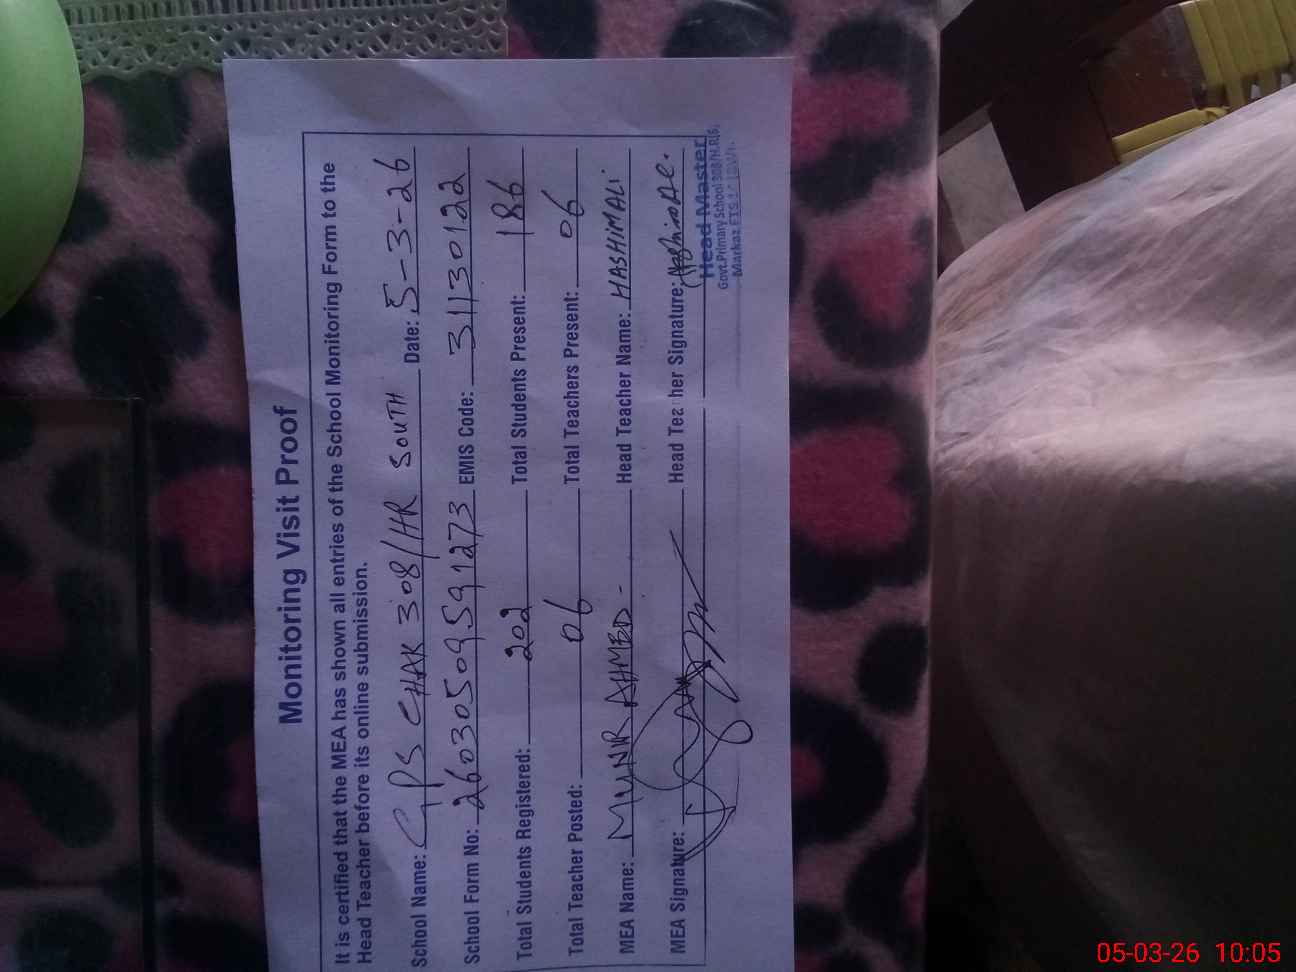 Monitoring Visit Proof
It is certified that the MEA has shown all entries of the School Monitoring Form to the
Head Teacher before its online submission.
School Name: GPS CHAK 308/HR SOUTH Date: 5-3-26
School Form No: 26030509591273 EMIS Code: 31130122
Total Students Registered: 202 Total Students Present: 186
Total Teacher Posted: 06 Total Teachers Present: 06
MEA Name: MUNIR AHMED- Head Teacher Name: HASHIMALI
MEA Signature: Head Teacher Signature:
Head Master
Govt.Primary School 308/H.R(S)
Markaz
05-03-26 10:05